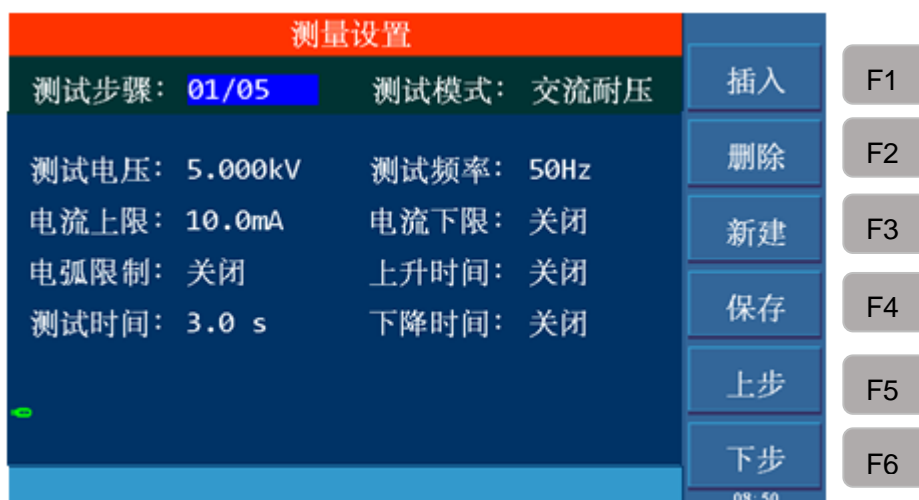 测量设置
测试步骤: 01/05 测试模式: 交流耐压
测试电压: 5.000kV 测试频率: 50Hz
电流上限: 10.0mA 电流下限: 关闭
电弧限制: 关闭 上升时间: 关闭
测试时间: 3.0 s 下降时间: 关闭
插入 F1
删除 F2
新建 F3
保存 F4
上步 F5
下步 F6
08:50